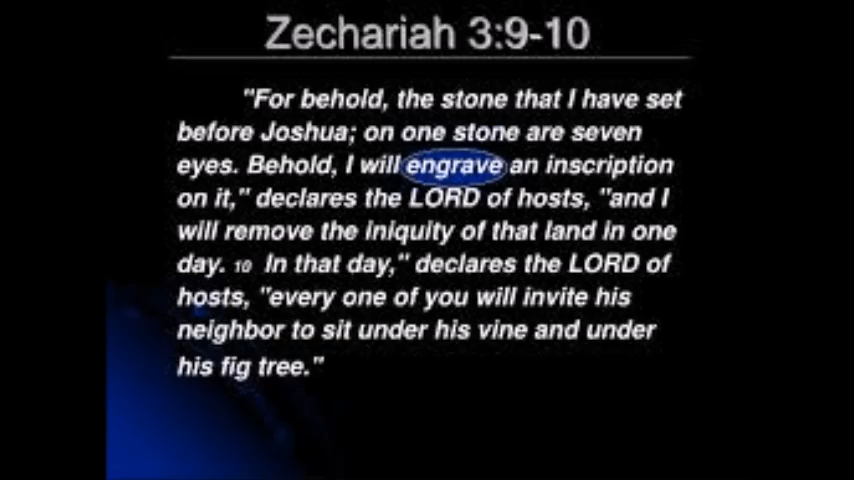 Zechariah 3:9-10
"For behold, the stone that I have set
before Joshua; on one stone are seven
eyes. Behold, I will engrave an inscription
on it," declares the LORD of hosts, "and I
will remove the iniquity of that land in one
day. 10 In that day," declares the LORD of
hosts, "every one of you will invite his
neighbor to sit under his vine and under
his fig tree."